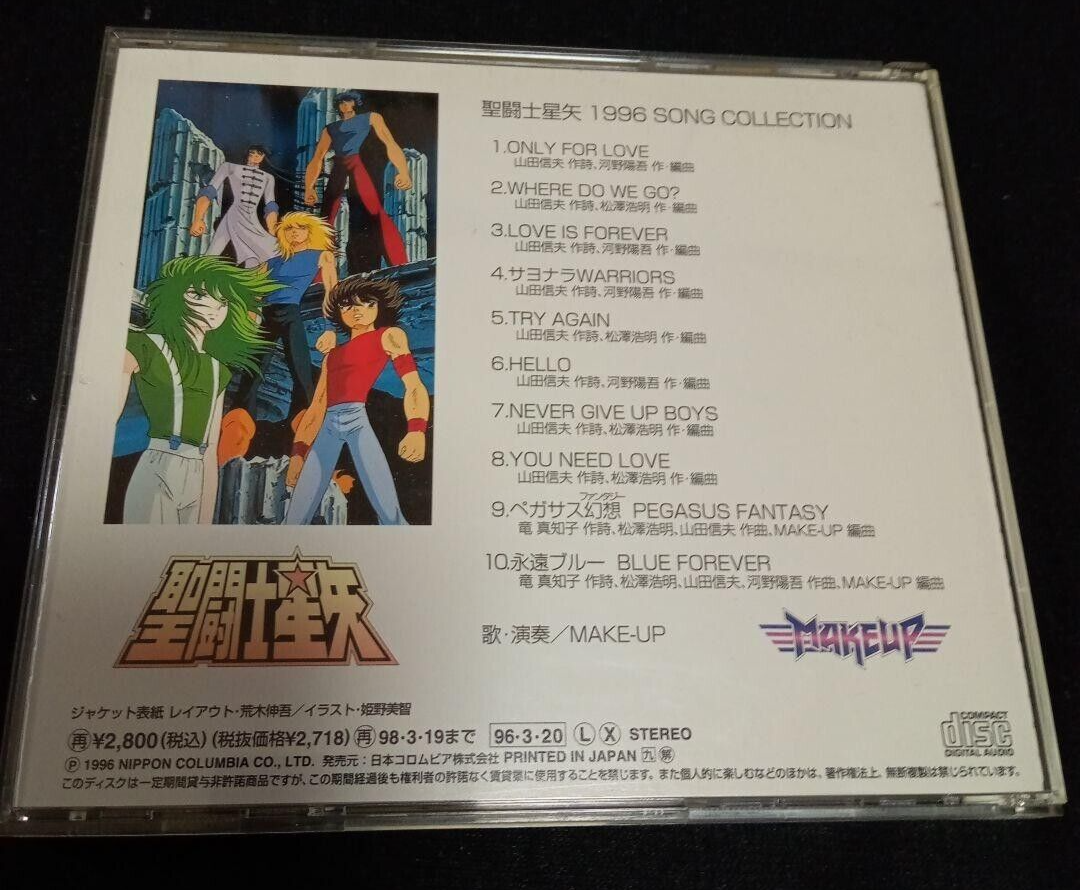 聖闘士星矢 1996 SONG COLLECTION
1.ONLY FOR LOVE
山田信夫 作詩、河野陽吾 作・編曲
2.WHERE DO WE GO?
山田信夫 作詩、松澤浩明 作・編曲
3.LOVE IS FOREVER
山田信夫 作詩、河野陽吾 作・編曲
4.サヨナラWARRIORS
山田信夫 作詩、河野陽吾 作・編曲
5.TRY AGAIN
山田信夫 作詩、松澤浩明 作・編曲
6.HELLO
山田信夫 作詩、河野陽吾 作・編曲
7.NEVER GIVE UP BOYS
山田信夫 作詩、松澤浩明 作・編曲
8.YOU NEED LOVE
山田信夫 作詩、松澤浩明 作・編曲
ファンタジー
9.ペガサス幻想 PEGASUS FANTASY
竜 真知子 作詩、松澤浩明、山田信夫 作曲、MAKE-UP 編曲
10.永遠ブルー BLUE FOREVER
竜 真知子 作詩、松澤浩明、山田信夫、河野陽吾 作曲、MAKE-UP 編曲
歌・演奏／MAKE-UP
MAKEUP
聖闘士星矢
ジャケット表紙 レイアウト・荒木伸吾／イラスト・姫野美智
再¥2,800(税込)(税抜価格¥2,718)再98・3・19まで 96・3・20 Ⓛ Ⓧ STEREO
Ⓟ 1996 NIPPON COLUMBIA CO., LTD. 発売元：日本コロムビア株式会社 PRINTED IN JAPAN 九 解
このディスクは一定期間貸与非許諾商品ですが、この期間経過後も権利者の許諾なく賃貸業に使用することを禁じます。また個人的に楽しむなどのほかは、著作権法上、無断複製は禁じられています。
COMPACT
disc
DIGITAL AUDIO